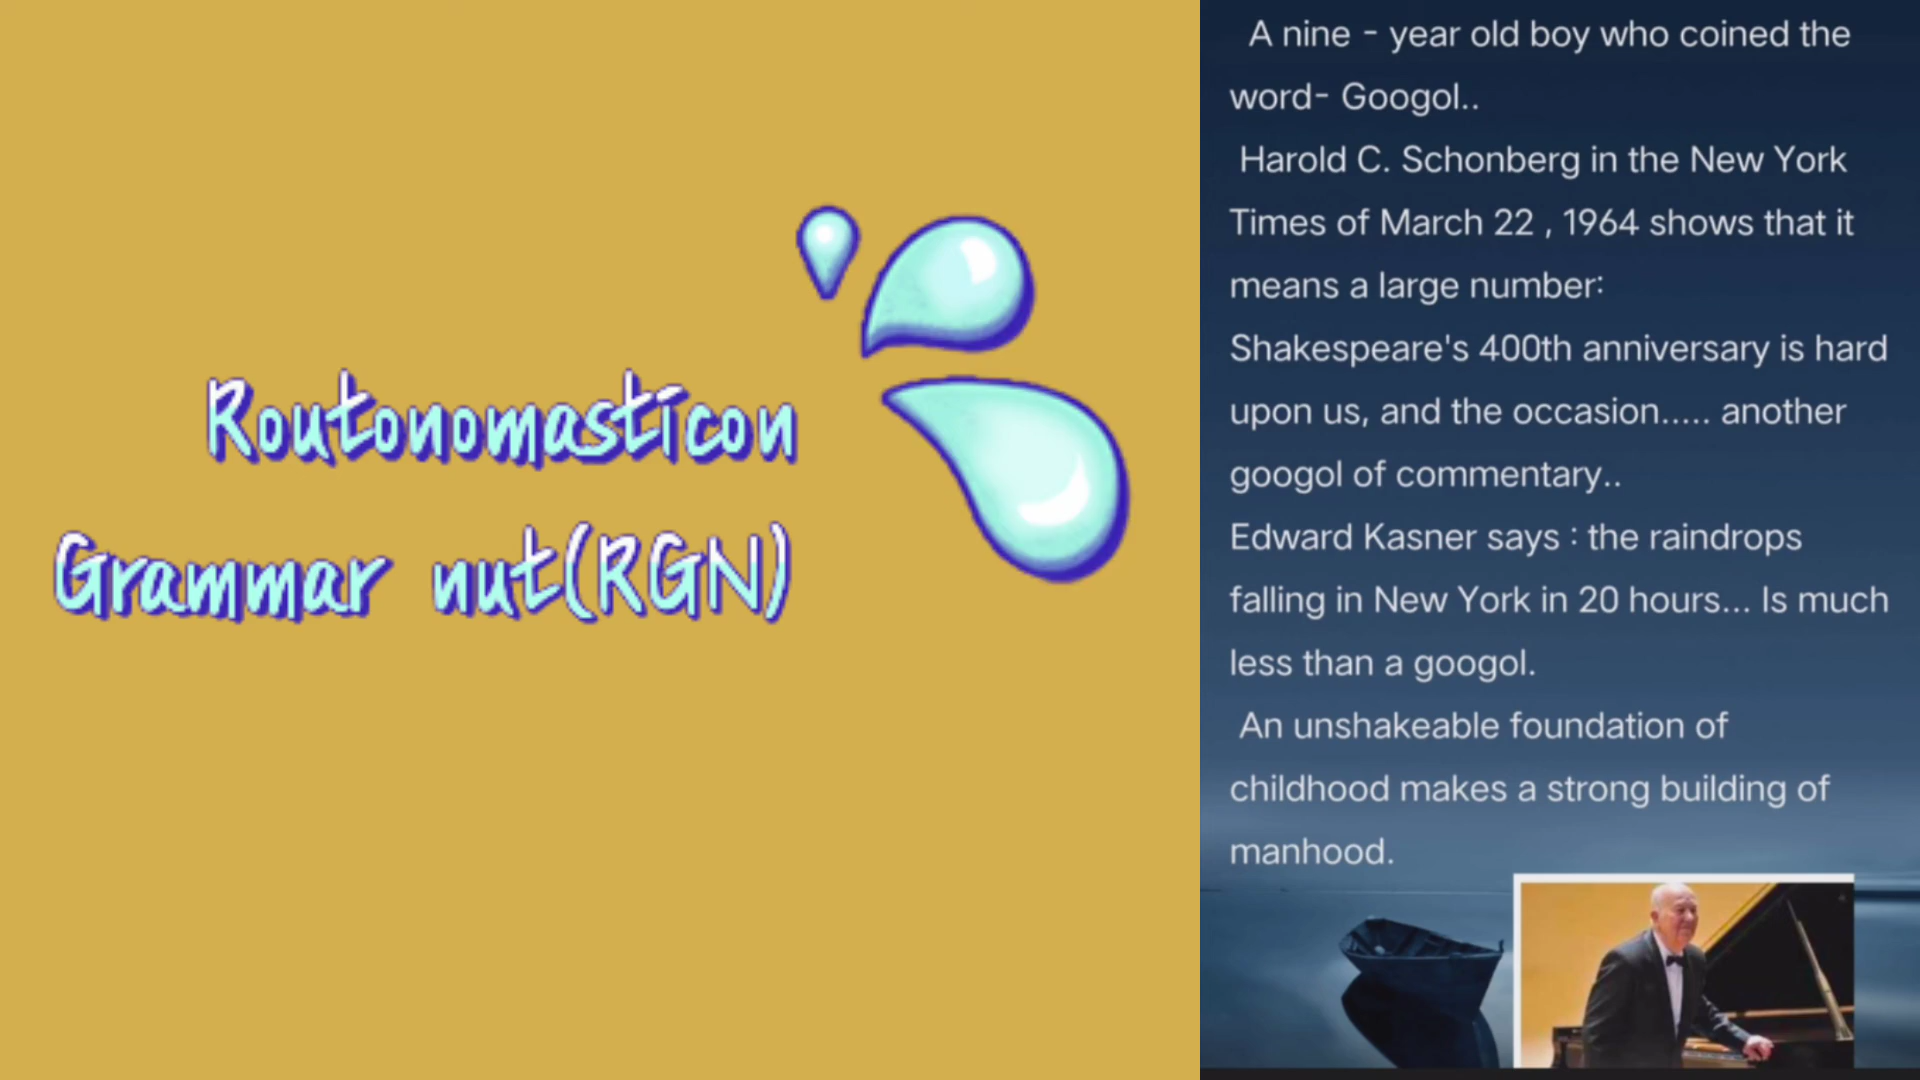 Routonomasticon
Grammar nut(RGN)
A nine - year old boy who coined the
word- Googol..
Harold C. Schonberg in the New York
Times of March 22 , 1964 shows that it
means a large number:
Shakespeare's 400th anniversary is hard
upon us, and the occasion..... another
googol of commentary..
Edward Kasner says : the raindrops
falling in New York in 20 hours... Is much
less than a googol.
An unshakeable foundation of
childhood makes a strong building of
manhood.